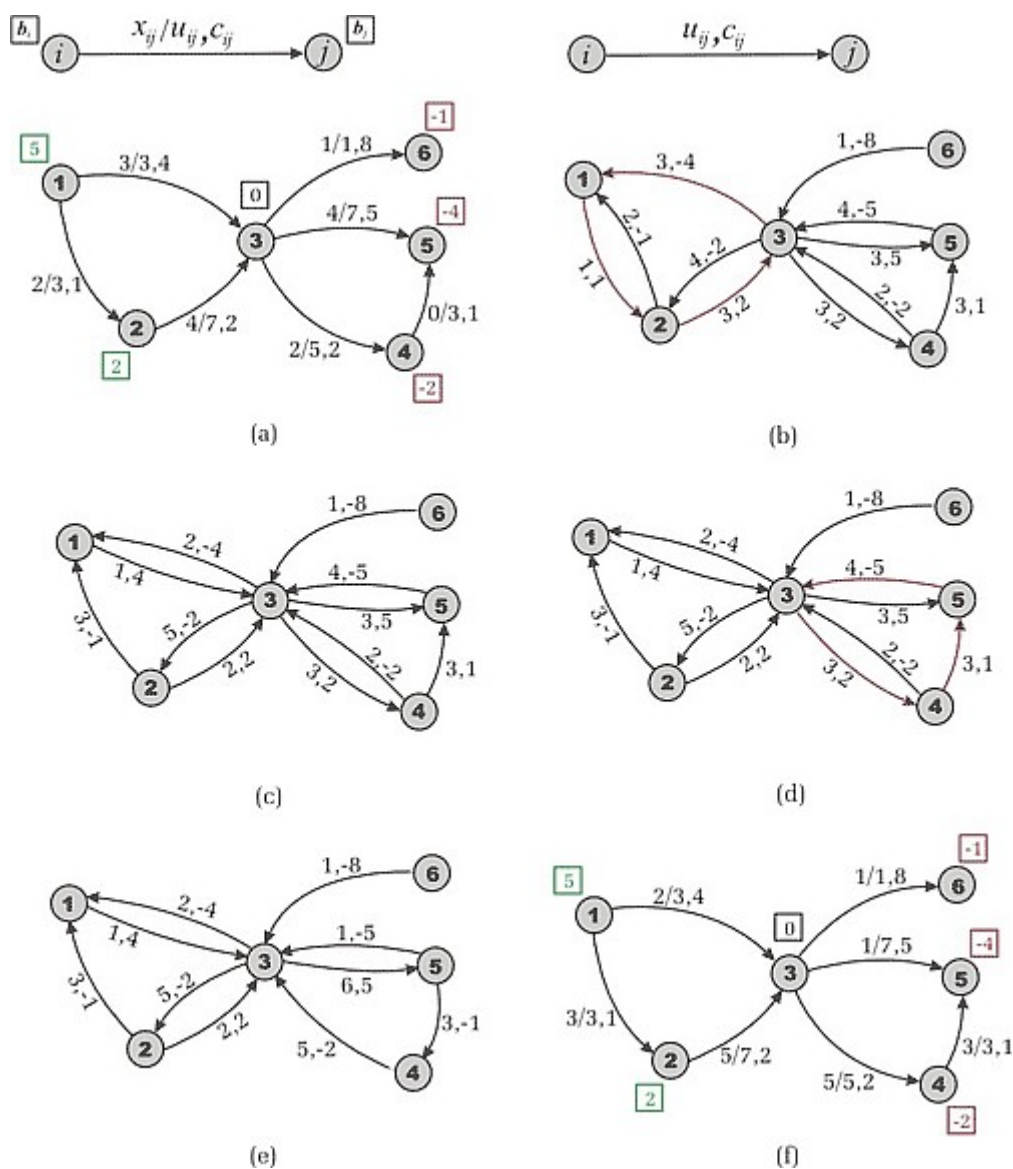 b_i x_ij/u_ij,c_ij b_j
i j
u_ij,c_ij
i j
-1
5 1/1,8 6
1 3/3,4 0 -4
3 4/7,5 5
2/3,1 2 4/7,2 2/5,2 0/3,1
2 4 -2
(a)
1,-8 6
1 3,-4
2,-1 3 4,-5 5
1,1 4,-2 3,5
2 3,2 3,2 2,-2 3,1
4
(b)
1,-8 6
1 2,-4
1,4 3 4,-5 5
3,-1 5,-2 3,5
2 2,2 3,2 2,-2 3,1
4
(c)
1,-8 6
1 2,-4
1,4 3 4,-5 5
3,-1 5,-2 3,5
2 2,2 3,2 2,-2 3,1
4
(d)
1,-8 6
1 2,-4
1,4 3 1,-5 5
3,-1 5,-2 6,5
2 2,2 5,-2 3,-1
4
(e)
-1
5 1/1,8 6
1 2/3,4 0 -4
3 1/7,5 5
3/3,1 2 5/7,2 5/5,2 3/3,1
2 4 -2
(f)